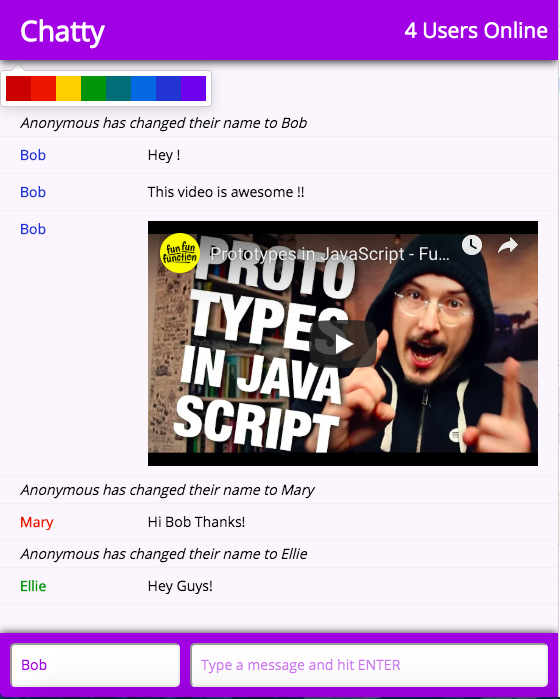 Chatty
4 Users Online
Anonymous has changed their name to Bob
Bob Hey !
Bob This video is awesome !!
Bob
fun fun function
Prototypes in JavaScript - Fu...
PROTO
TYPES
IN JAVA
SCRIPT
Anonymous has changed their name to Mary
Mary Hi Bob Thanks!
Anonymous has changed their name to Ellie
Ellie Hey Guys!
Bob Type a message and hit ENTER